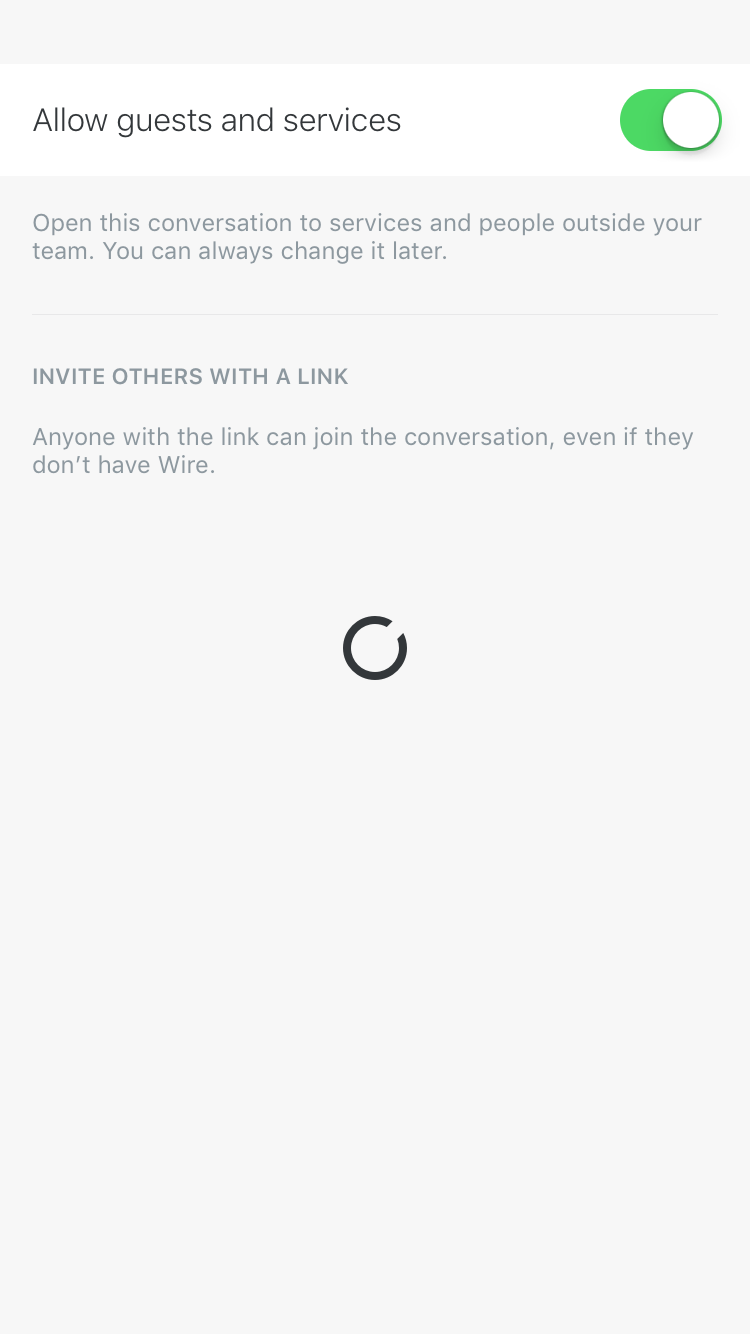 Allow guests and services
Open this conversation to services and people outside your
team. You can always change it later.
INVITE OTHERS WITH A LINK
Anyone with the link can join the conversation, even if they
don’t have Wire.